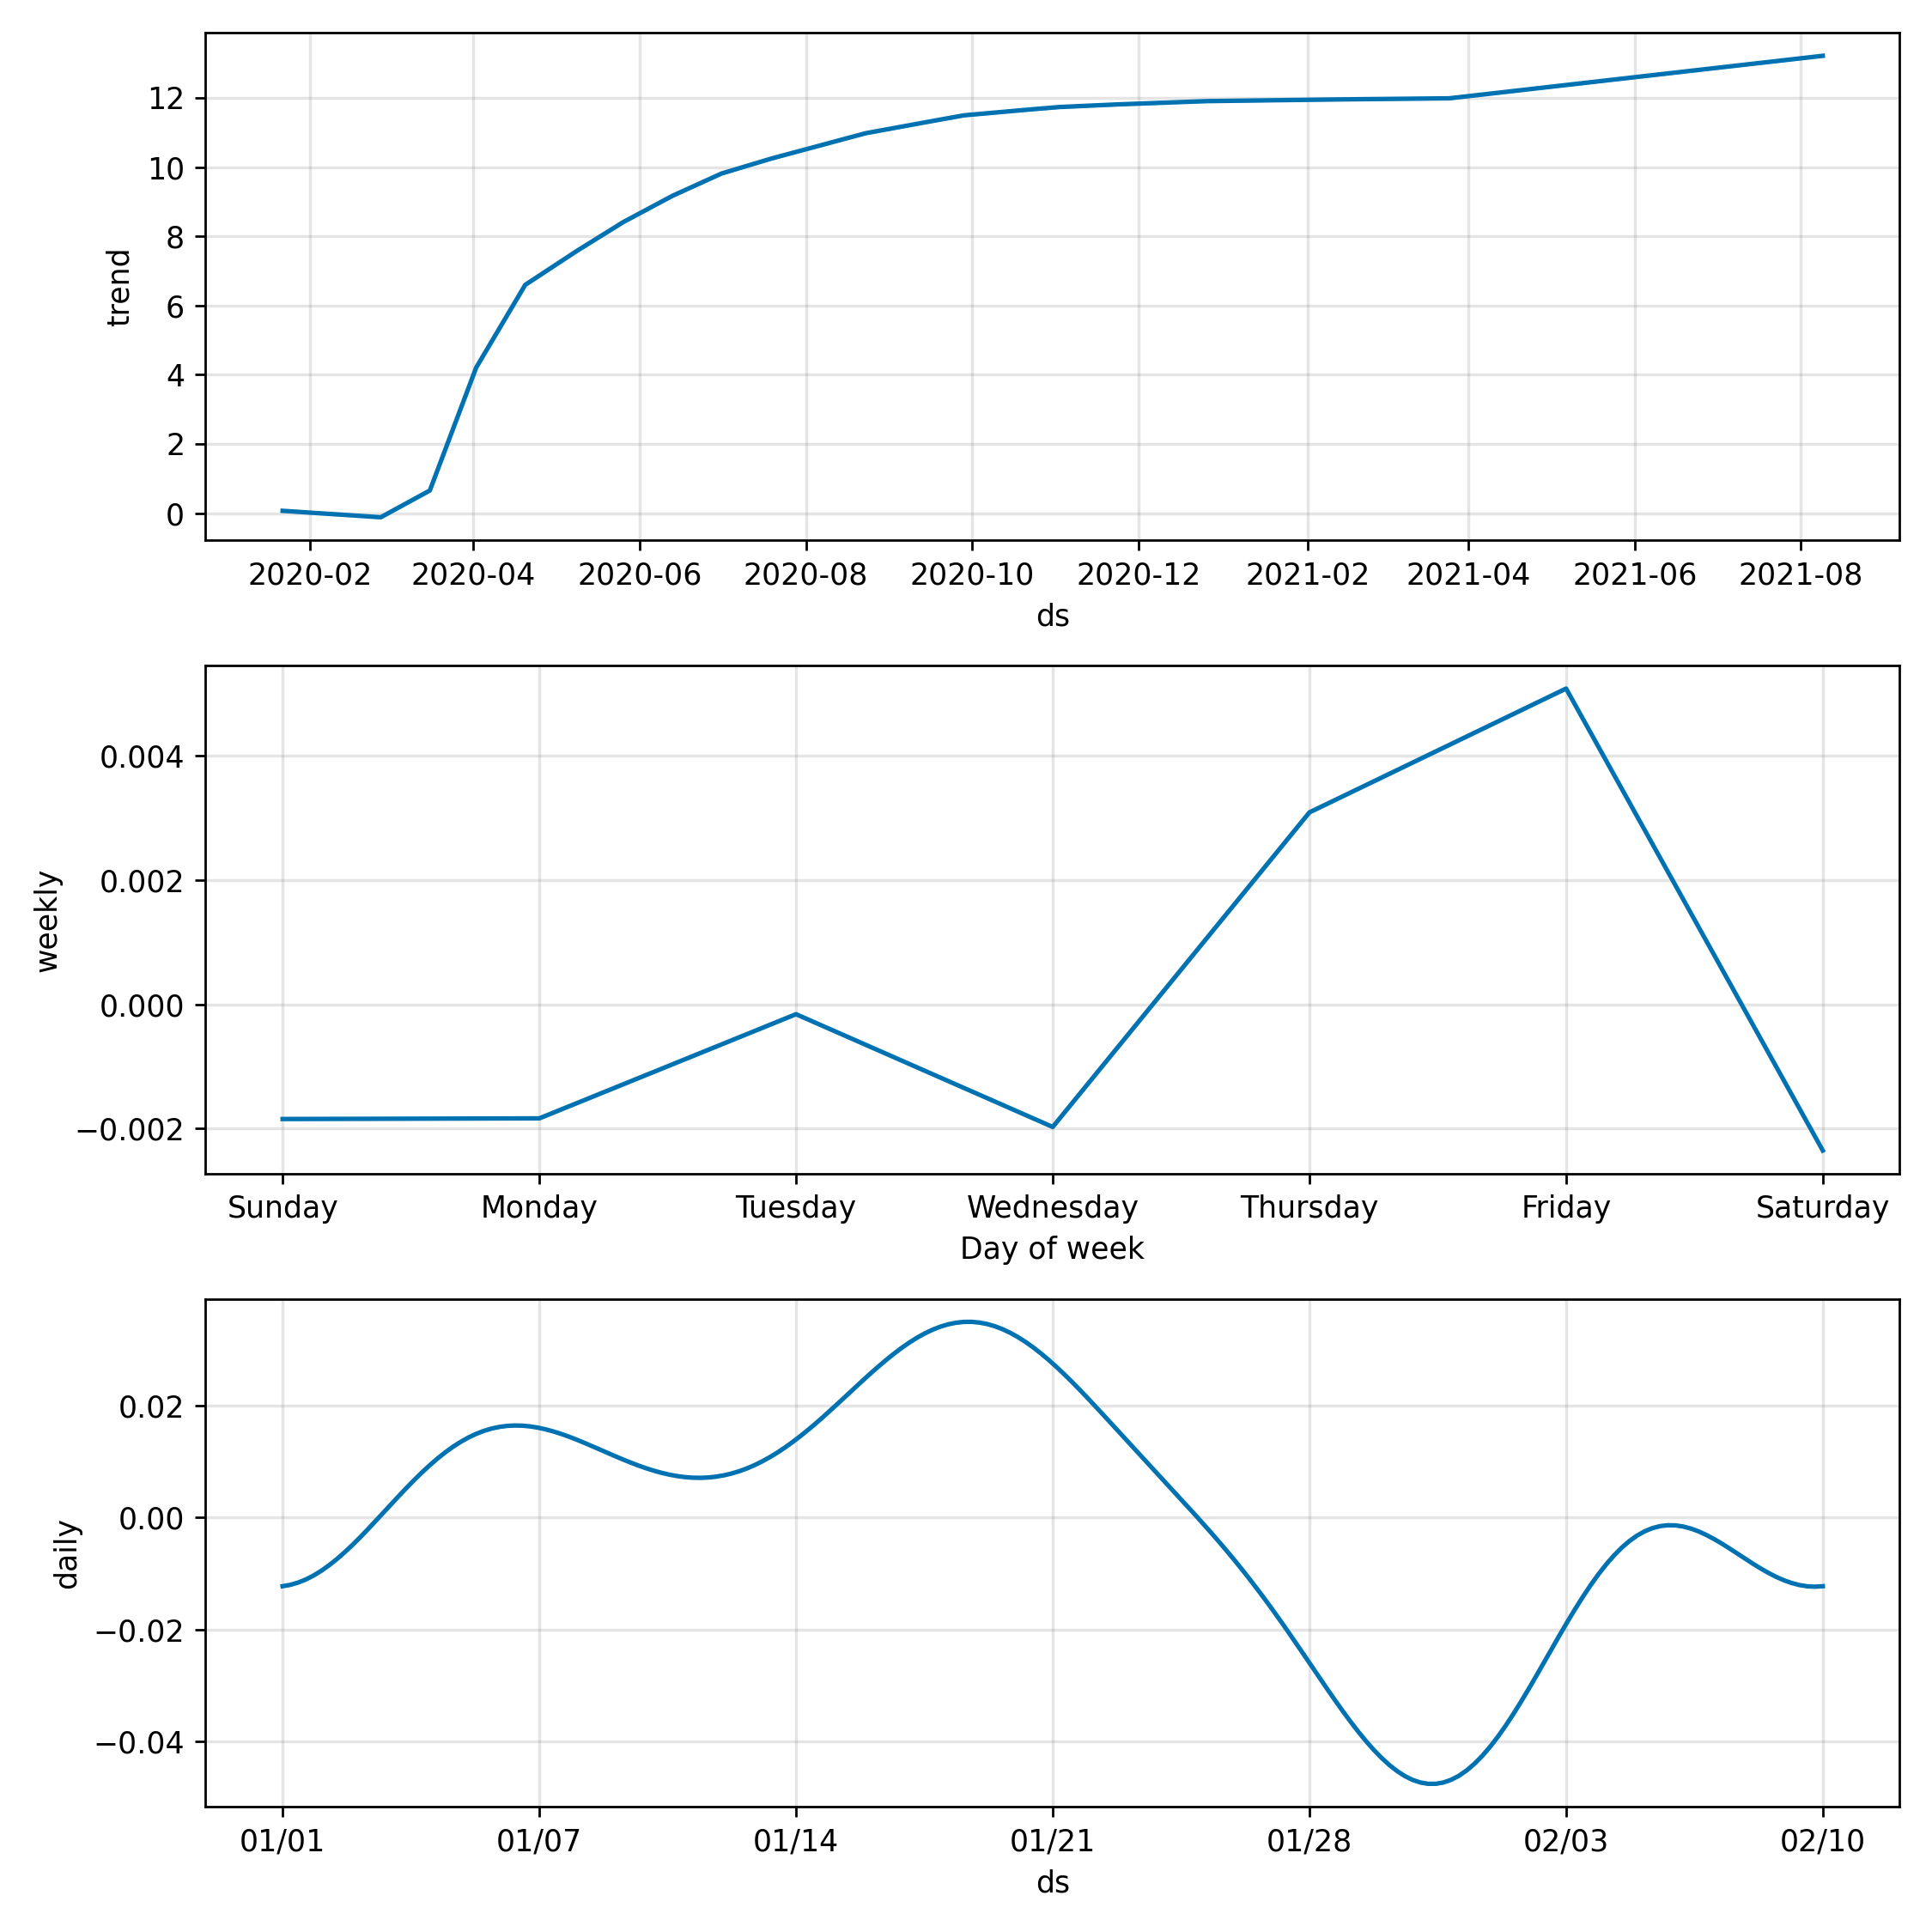 trend
12
10
8
6
4
2
0
2020-02 2020-04 2020-06 2020-08 2020-10 2020-12 2021-02 2021-04 2021-06 2021-08
ds
weekly
0.004
0.002
0.000
−0.002
Sunday Monday Tuesday Wednesday Thursday Friday Saturday
Day of week
daily
0.02
0.00
−0.02
−0.04
01/01 01/07 01/14 01/21 01/28 02/03 02/10
ds